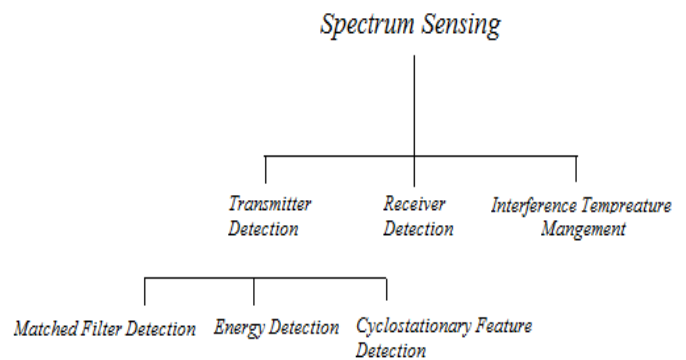 Spectrum Sensing
Transmitter
Detection
Receiver
Detection
Interference Tempreature
Mangement
Matched Filter Detection
Energy Detection
Cyclostationary Feature
Detection